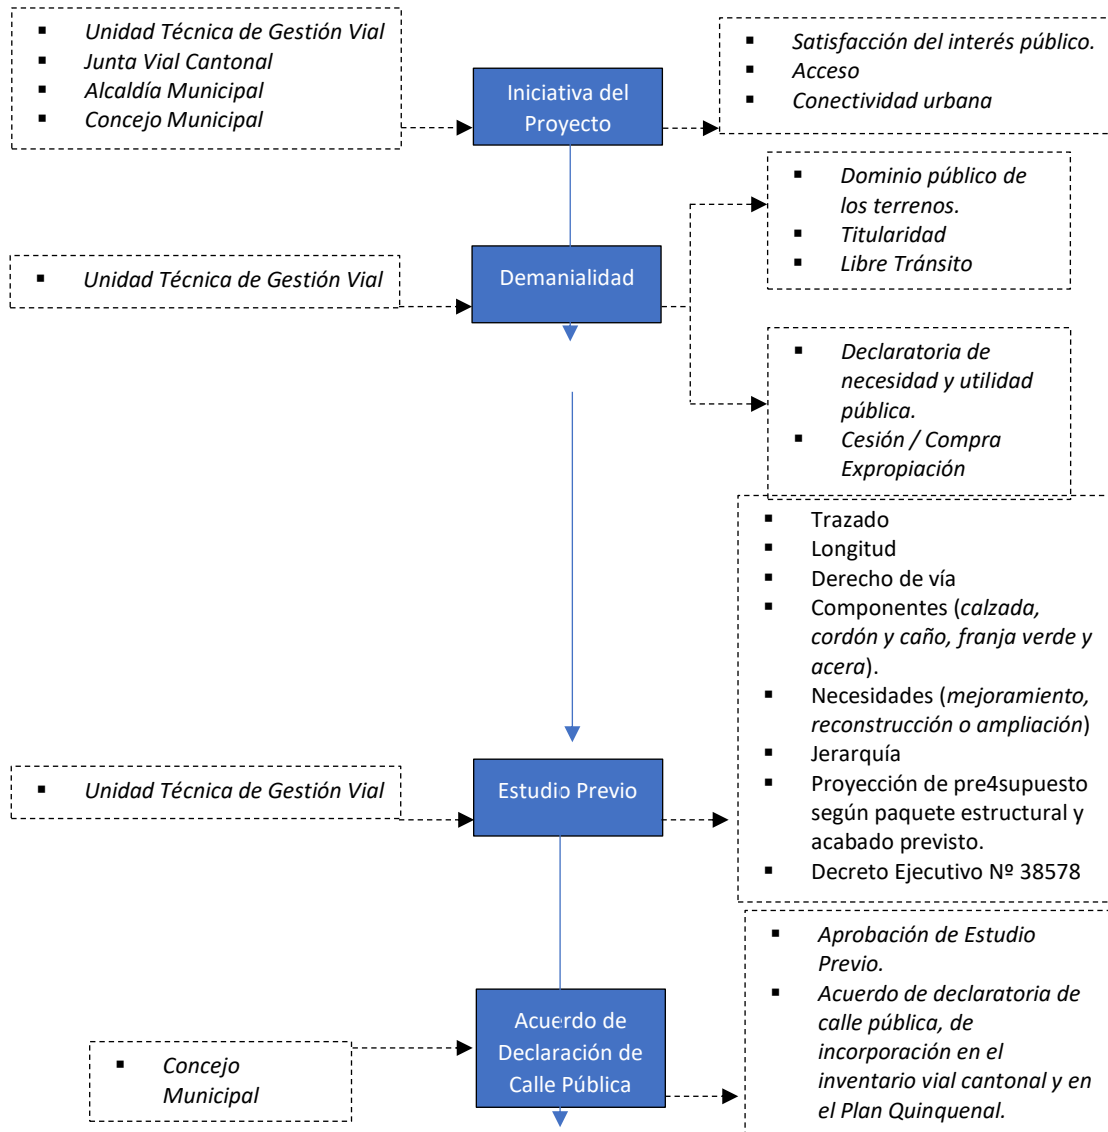 ▪ Unidad Técnica de Gestión Vial
▪ Junta Vial Cantonal
▪ Alcaldía Municipal
▪ Concejo Municipal
Iniciativa del
Proyecto
▪ Satisfacción del interés público.
▪ Acceso
▪ Conectividad urbana
▪ Unidad Técnica de Gestión Vial
Demanialidad
▪ Dominio público de
los terrenos.
▪ Titularidad
▪ Libre Tránsito
▪ Declaratoria de
necesidad y utilidad
pública.
▪ Cesión / Compra
Expropiación
▪ Unidad Técnica de Gestión Vial
Estudio Previo
▪ Trazado
▪ Longitud
▪ Derecho de vía
▪ Componentes (calzada,
cordón y caño, franja verde y
acera).
▪ Necesidades (mejoramiento,
reconstrucción o ampliación)
▪ Jerarquía
▪ Proyección de pre4supuesto
según paquete estructural y
acabado previsto.
▪ Decreto Ejecutivo Nº 38578
▪ Concejo
Municipal
Acuerdo de
Declaración de
Calle Pública
▪ Aprobación de Estudio
Previo.
▪ Acuerdo de declaratoria de
calle pública, de
incorporación en el
inventario vial cantonal y en
el Plan Quinquenal.